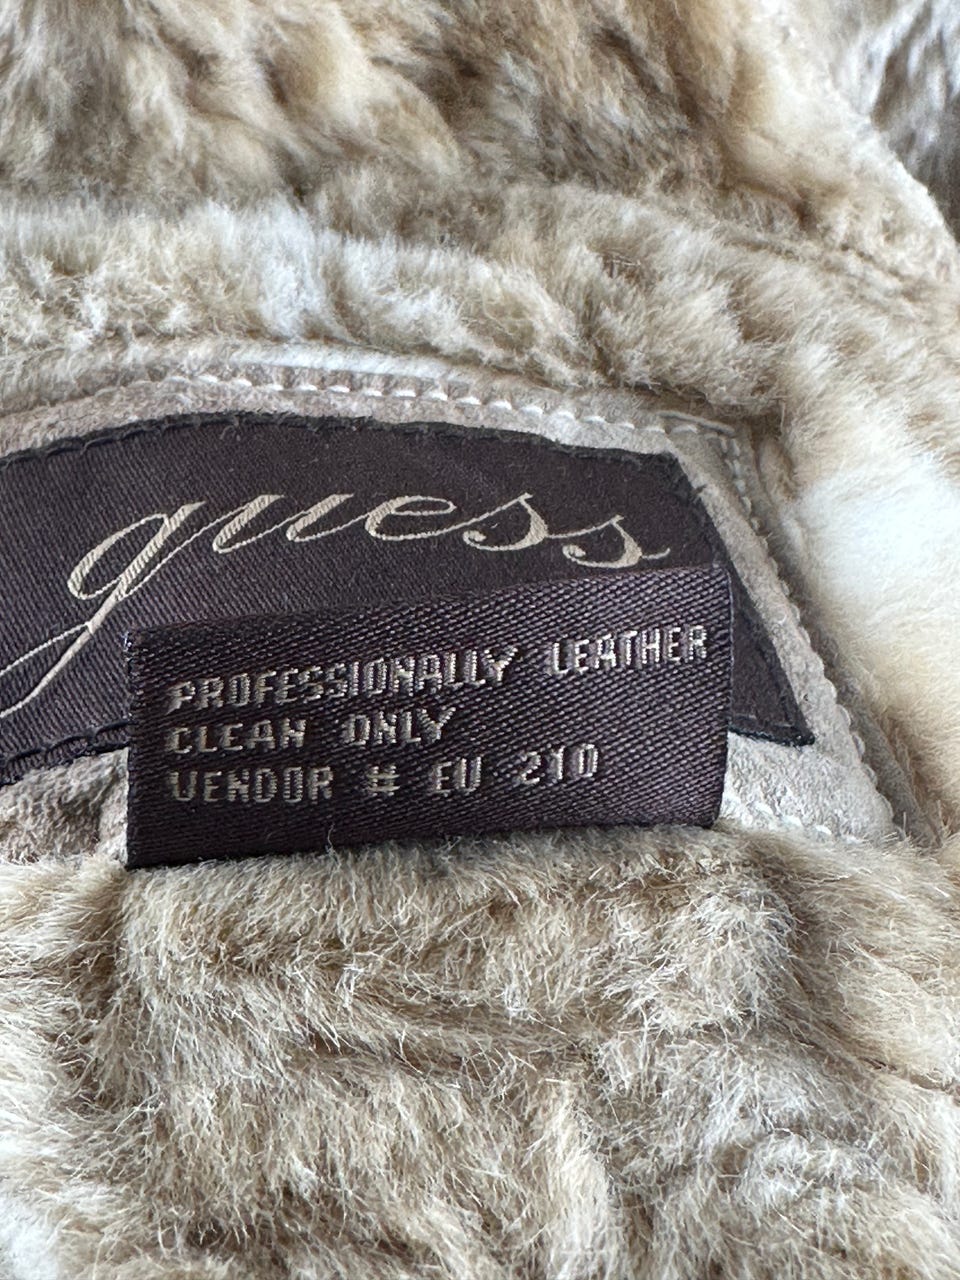 guess
PROFESSIONALLY LEATHER
CLEAN ONLY
VENDOR # EU 210